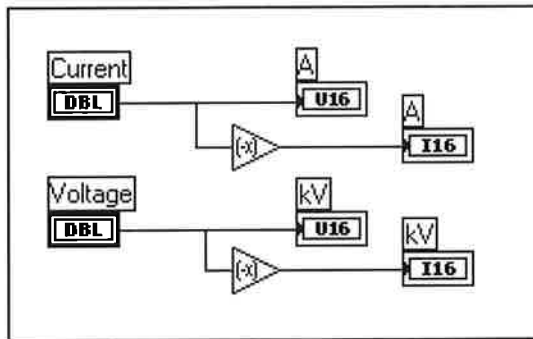 Current
A
DBL
U16
A
(-x)
I16
Voltage
kV
DBL
U16
kV
(-x)
I16